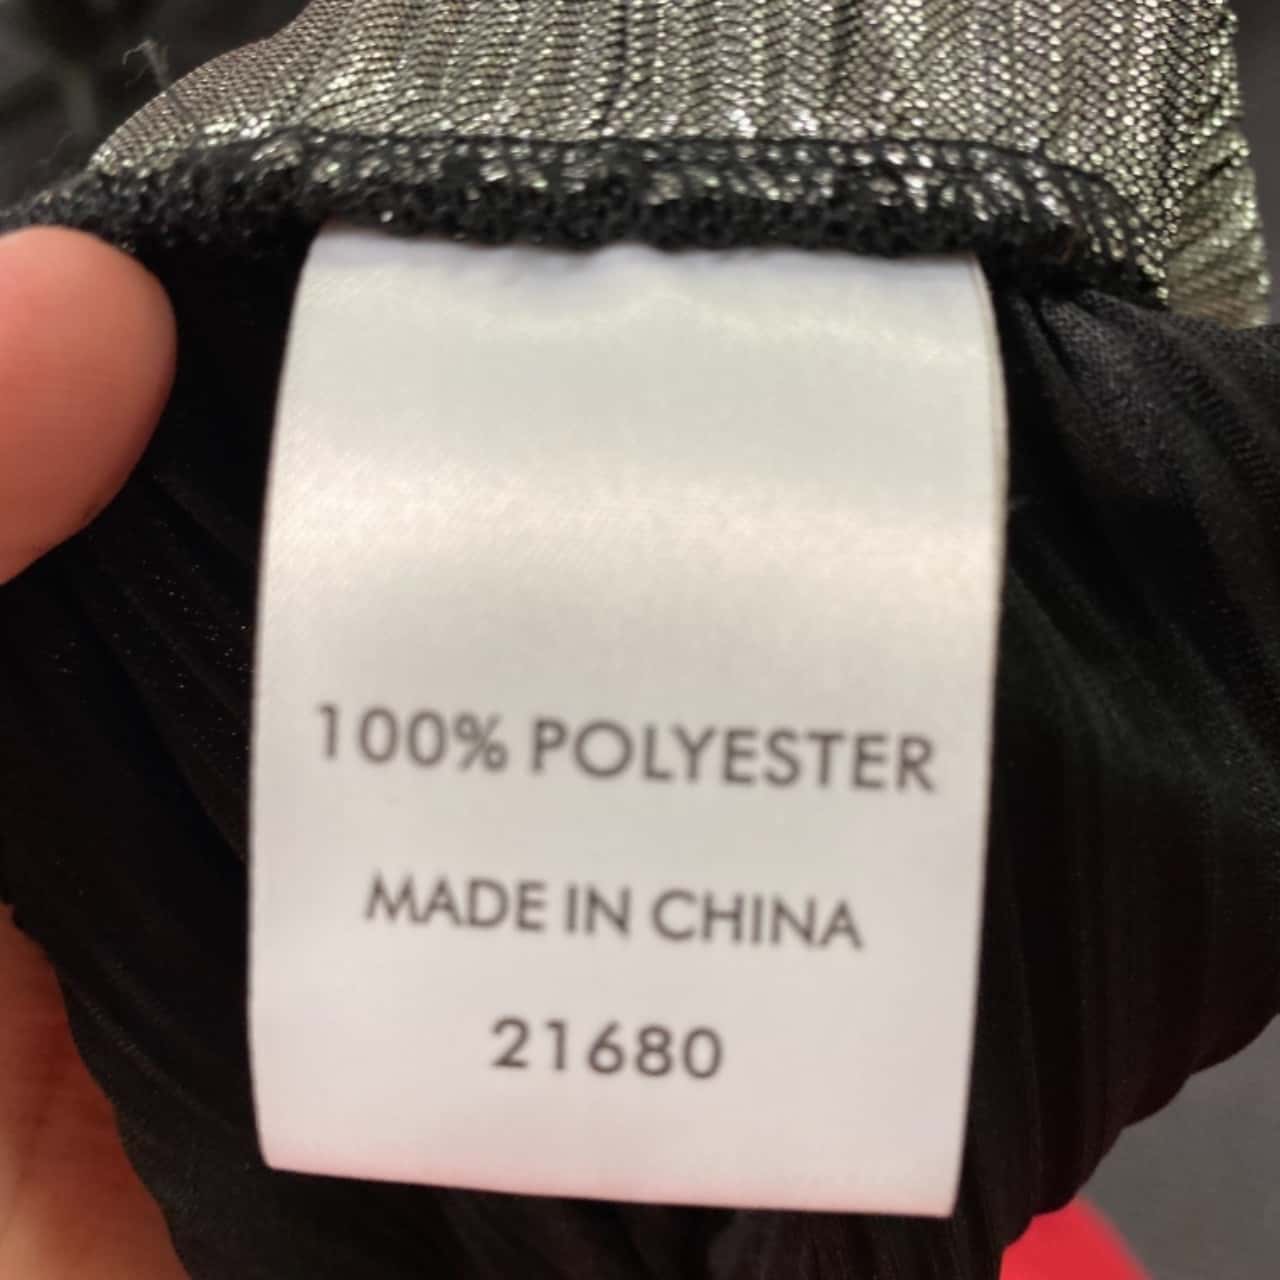 100% POLYESTER
MADE IN CHINA
21680